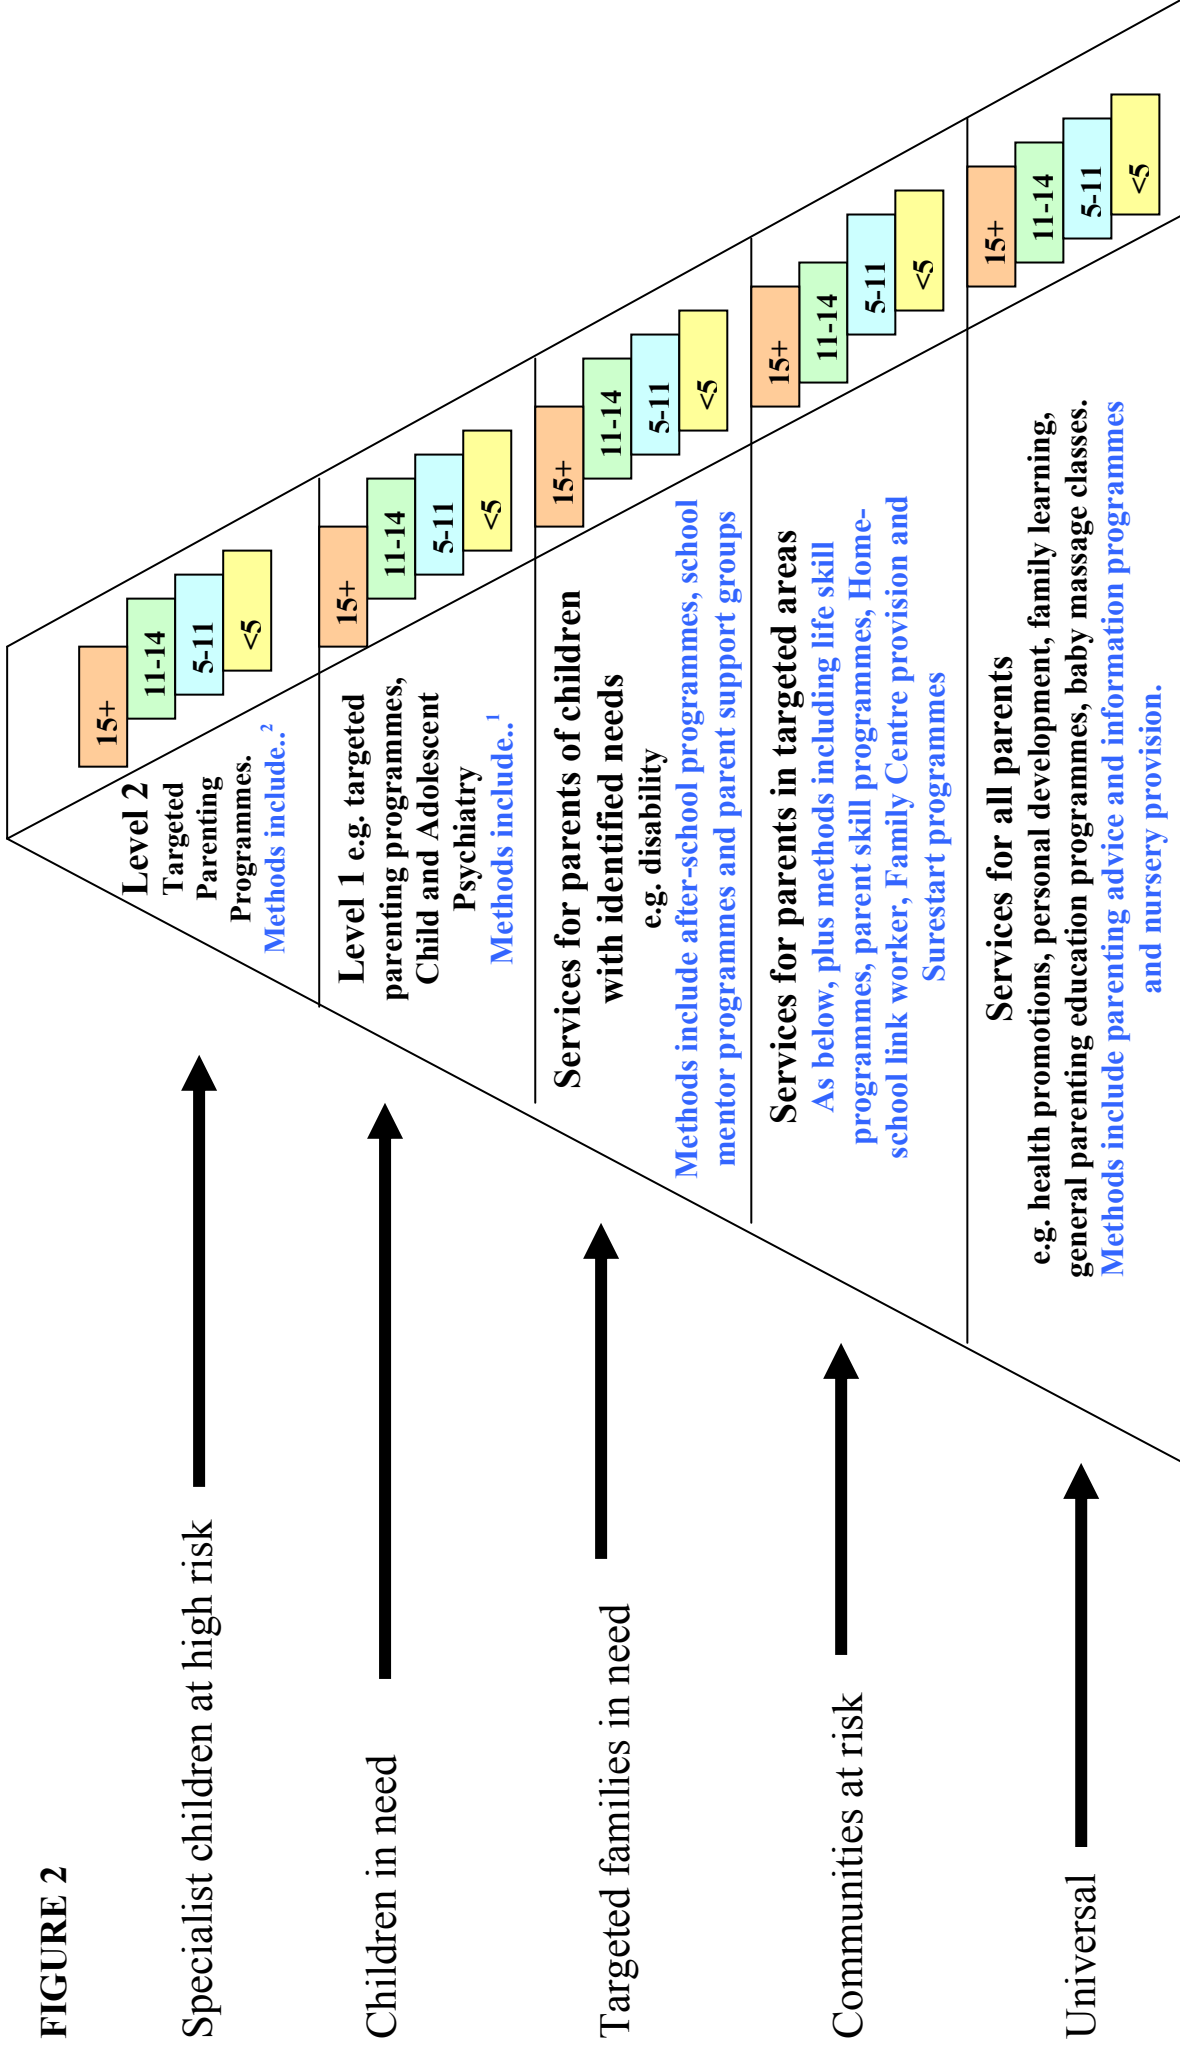 FIGURE 2
Specialist children at high risk
Level 2
Targeted
Parenting
Programmes.
Methods include..²
15+
11-14
5-11
<5
Children in need
Level 1 e.g. targeted
parenting programmes,
Child and Adolescent
Psychiatry
Methods include..¹
15+
11-14
5-11
<5
Targeted families in need
Services for parents of children
with identified needs
e.g. disability
Methods include after-school programmes, school
mentor programmes and parent support groups
15+
11-14
5-11
<5
Communities at risk
Services for parents in targeted areas
As below, plus methods including life skill
programmes, parent skill programmes, Home-
school link worker, Family Centre provision and
Surestart programmes
15+
11-14
5-11
<5
Universal
Services for all parents
e.g. health promotions, personal development, family learning,
general parenting education programmes, baby massage classes.
Methods include parenting advice and information programmes
and nursery provision.
15+
11-14
5-11
<5